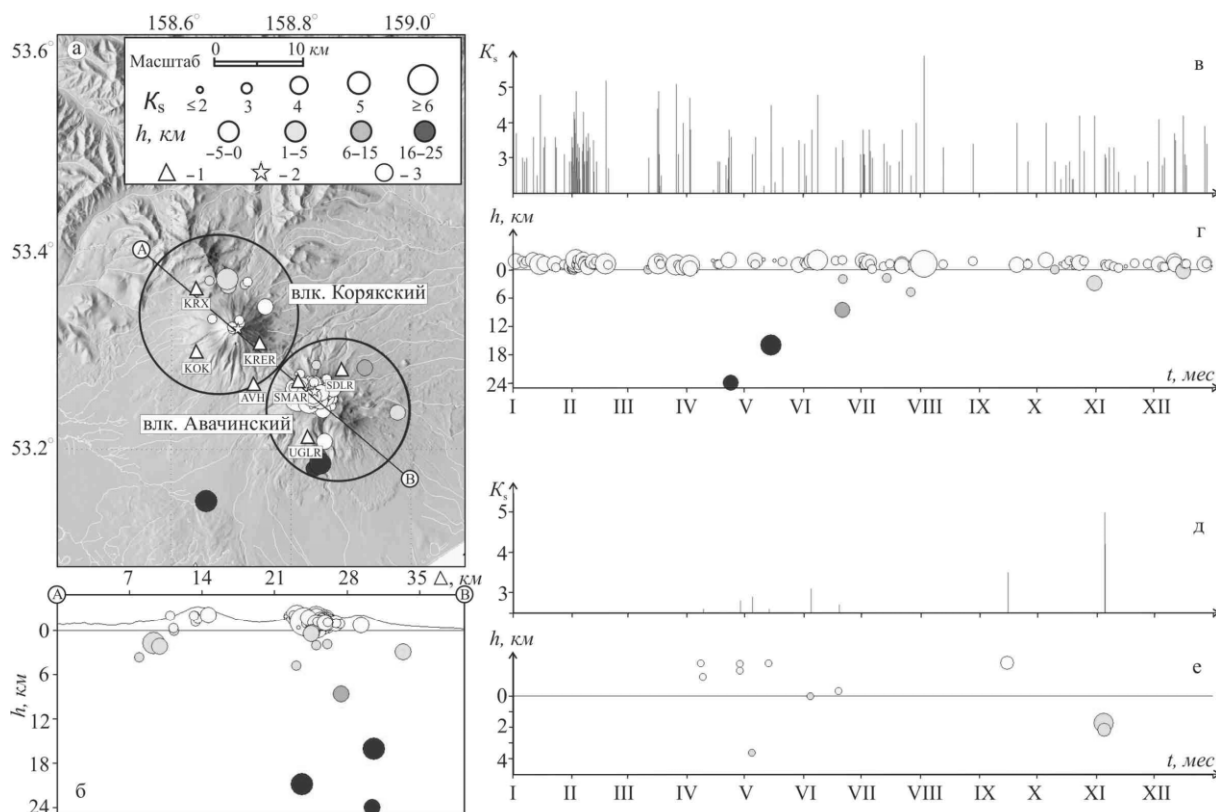 158.6° 158.8° 159.0°
53.6°
53.4°
53.2°
а
Масштаб 0 10 км
Kₛ ≤2 3 4 5 ≥6
h, км −5−0 1−5 6−15 16−25
−1 −2 −3
A
влк. Корякский
KRX
KOK
KRER
AVH
SMAR
SDLR
влк. Авачинский
UGLR
B
7 14 21 28 35 Δ, км
A B
h, км
0
6
12
18
24
б
Kₛ
в
5
4
3
h, км
г
0
6
12
18
24
t, мес
I II III IV V VI VII VIII IX X XI XII
Kₛ
д
5
4
3
h, км
е
0
2
4
t, мес
I II III IV V VI VII VIII IX X XI XII